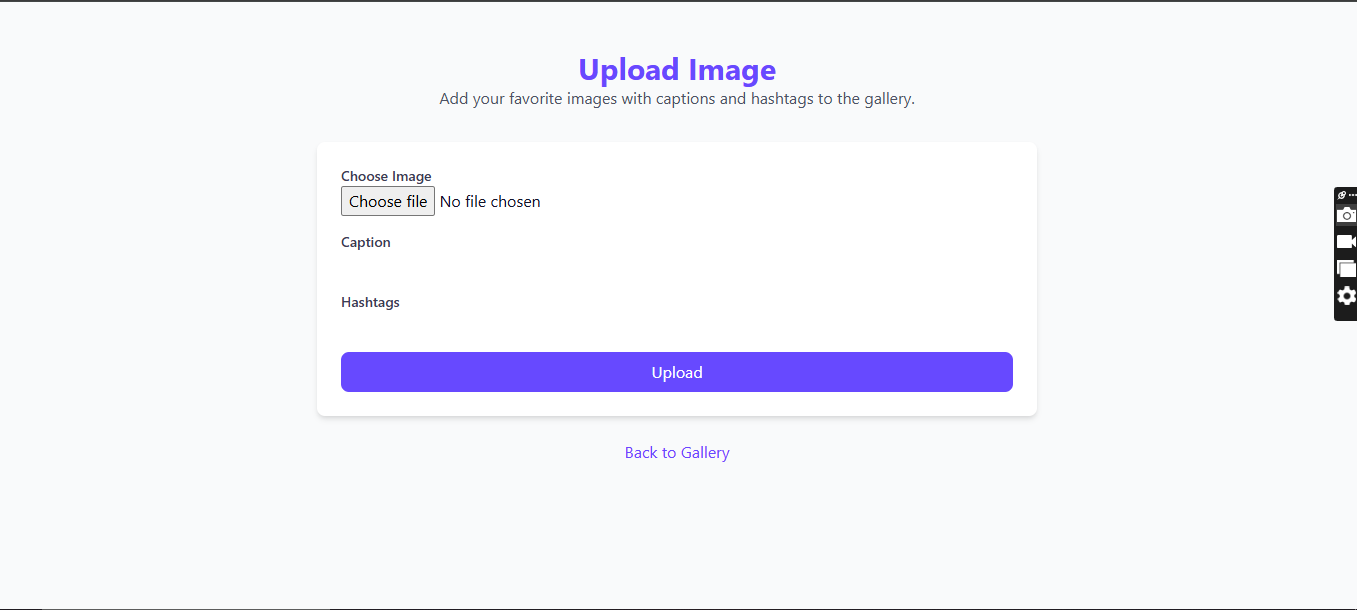 Upload Image
Add your favorite images with captions and hashtags to the gallery.
Choose Image
Choose file No file chosen
Caption
Hashtags
Upload
Back to Gallery